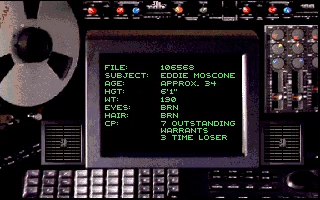 FILE: 106568
SUBJECT: EDDIE MOSCONE
AGE: APPROX. 34
HGT: 6'1"
WT: 190
EYES: BRN
HAIR: BRN
CP: 7 OUTSTANDING
WARRANTS
3 TIME LOSER